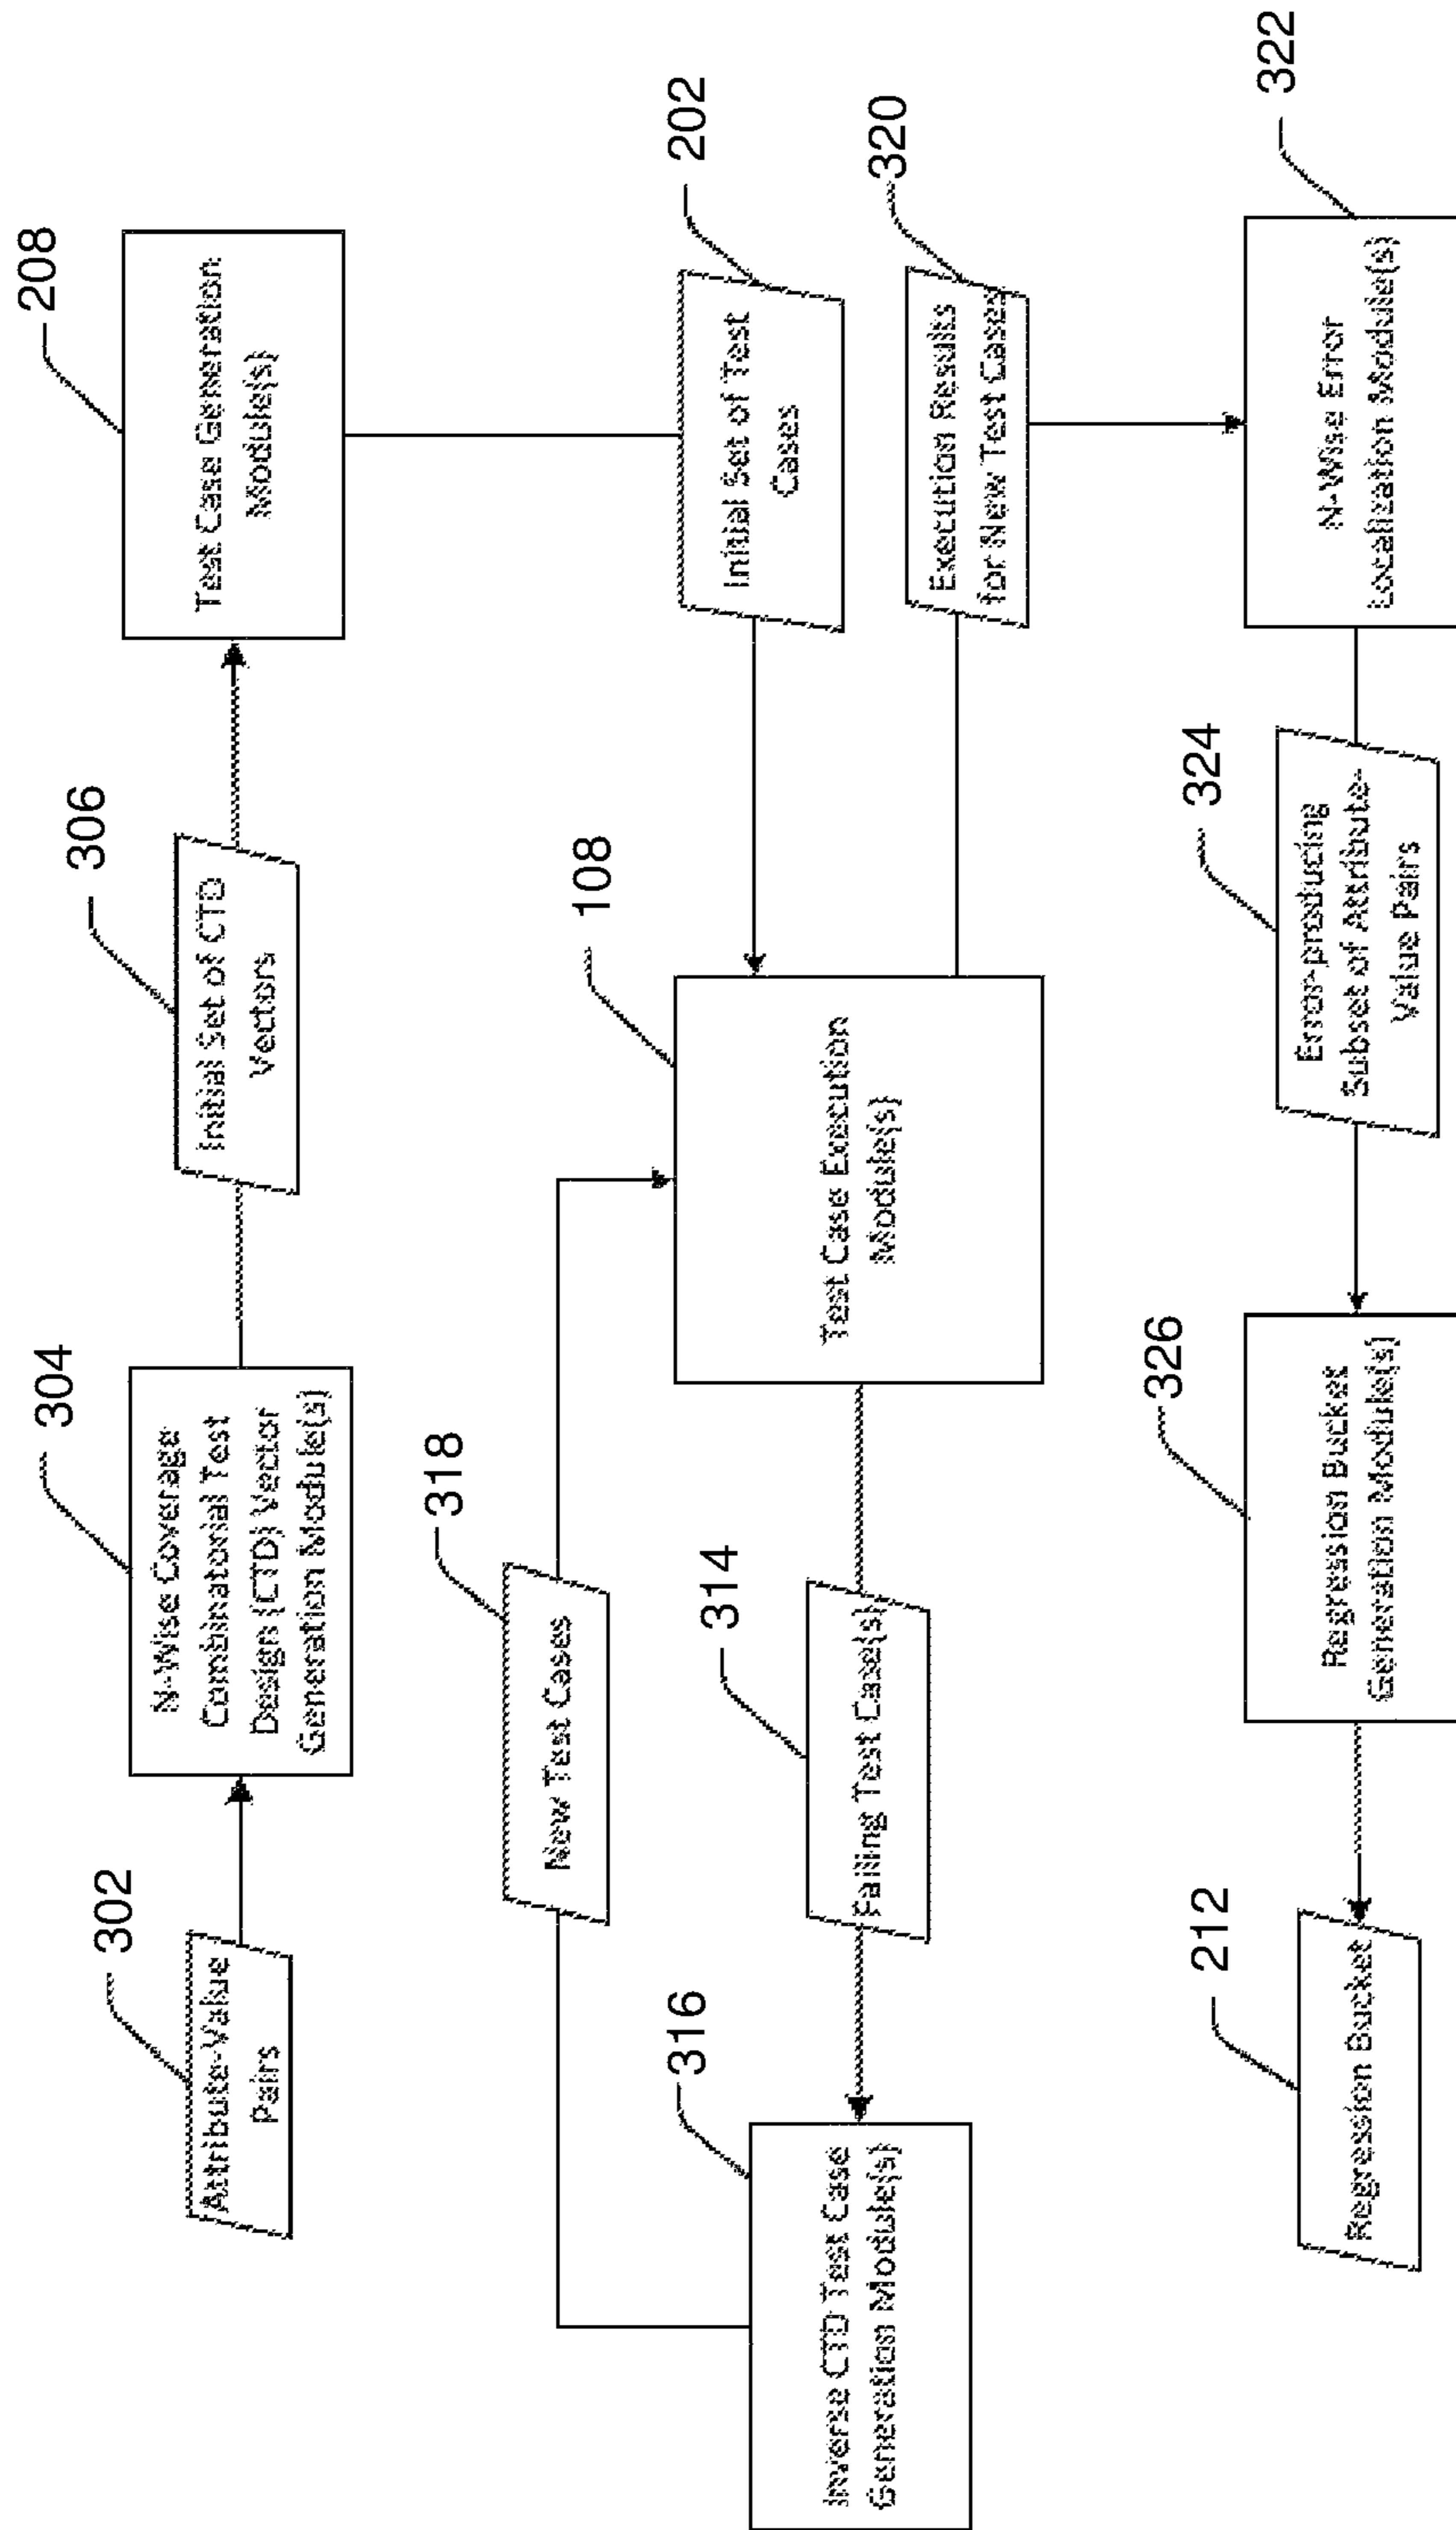 302
Attribute-Value
Pairs
304
N-Wise Coverage
Combinatorial Test
Design (CTD) Vector
Generation Module(s)
306
Initial Set of CTD
Vectors
208
Test Case Generation
Module(s)
318
New Test Cases
108
Test Case Execution
Module(s)
202
Initial Set of Test
Cases
316
Inverse CTD Test Case
Generation Module(s)
314
Failing Test Case(s)
320
Execution Results
for New Test Cases
212
Regression Bucket
326
Regression Bucket
Generation Module(s)
324
Error-producing
Subset of Attribute-
Value Pairs
322
N-Wise Error
Localization Module(s)